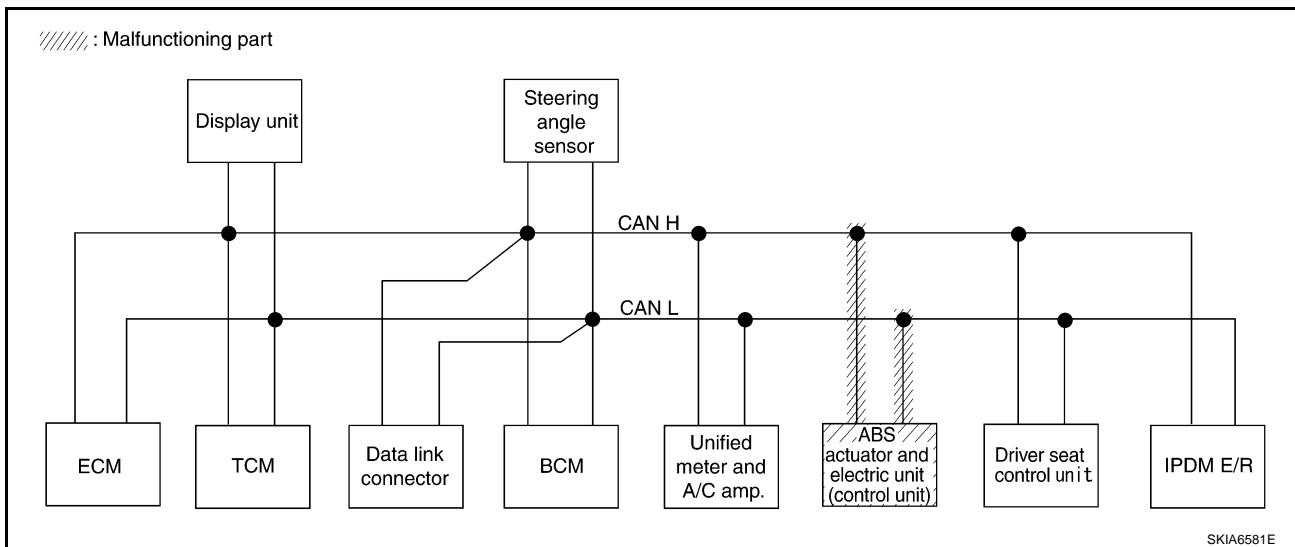 : Malfunctioning part
Display unit
Steering
angle
sensor
CAN H
CAN L
ECM
TCM
Data link
connector
BCM
Unified
meter and
A/C amp.
ABS
actuator and
electric unit
(control unit)
Driver seat
control unit
IPDM E/R
SKIA6581E